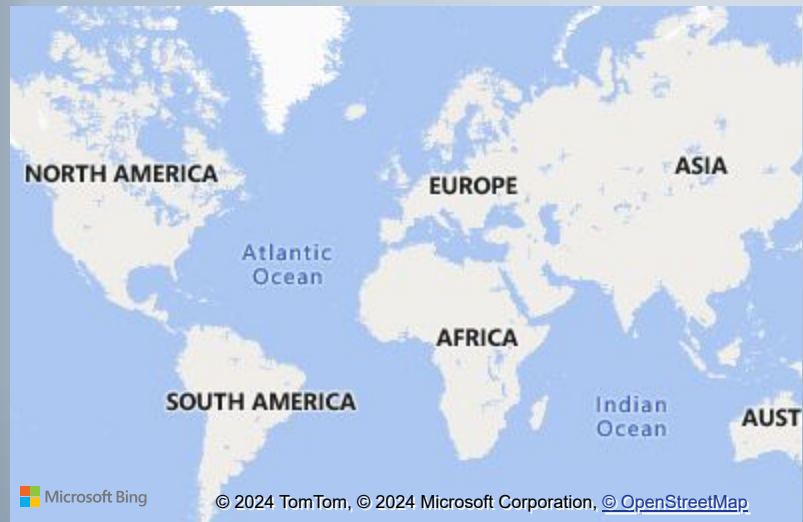 NORTH AMERICA
EUROPE
ASIA
Atlantic
Ocean
AFRICA
SOUTH AMERICA
Indian
Ocean
AUST
Microsoft Bing
© 2024 TomTom, © 2024 Microsoft Corporation, © OpenStreetMap